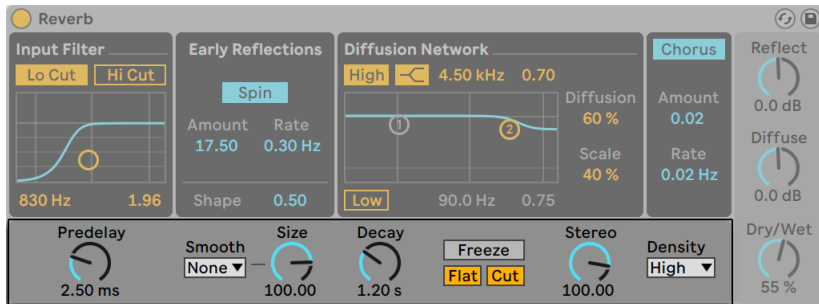 Reverb
Input Filter
Lo Cut Hi Cut
830 Hz 1.96
Early Reflections
Spin
Amount Rate
17.50 0.30 Hz
Shape 0.50
Diffusion Network
High 4.50 kHz 0.70
1
2
Diffusion
60 %
Scale
40 %
Low 90.0 Hz 0.75
Chorus
Amount
0.02
Rate
0.02 Hz
Reflect
0.0 dB
Diffuse
0.0 dB
Dry/Wet
55 %
Predelay
2.50 ms
Smooth
None
Size
100.00
Decay
1.20 s
Freeze
Flat Cut
Stereo
100.00
Density
High